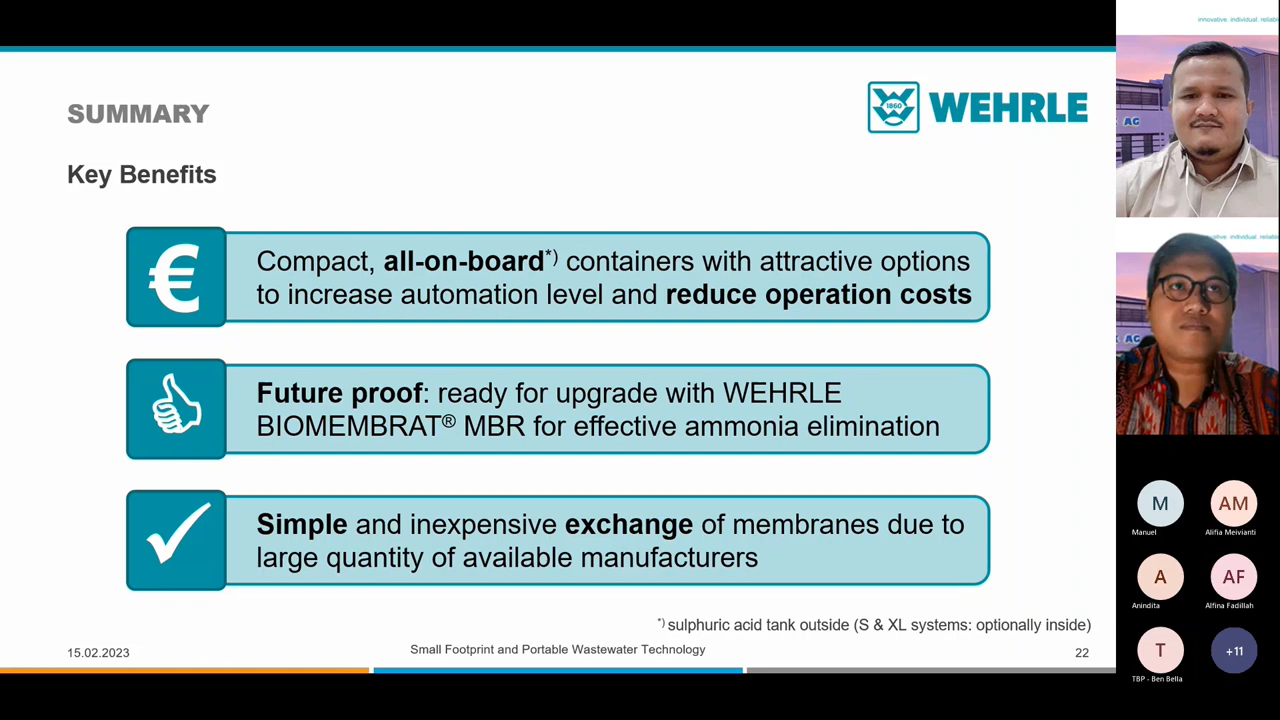 SUMMARY
1860
WEHRLE
Key Benefits
€
Compact, all-on-board*) containers with attractive options
to increase automation level and reduce operation costs
Future proof: ready for upgrade with WEHRLE
BIOMEMBRAT® MBR for effective ammonia elimination
Simple and inexpensive exchange of membranes due to
large quantity of available manufacturers
*) sulphuric acid tank outside (S & XL systems: optionally inside)
15.02.2023
Small Footprint and Portable Wastewater Technology
22
innovative. individual.
AG
M
AM
Manuel
Alifia Meivianti
A
AF
Anindita
Alfina Fadillah
T
+11
TBP - Ben Bella